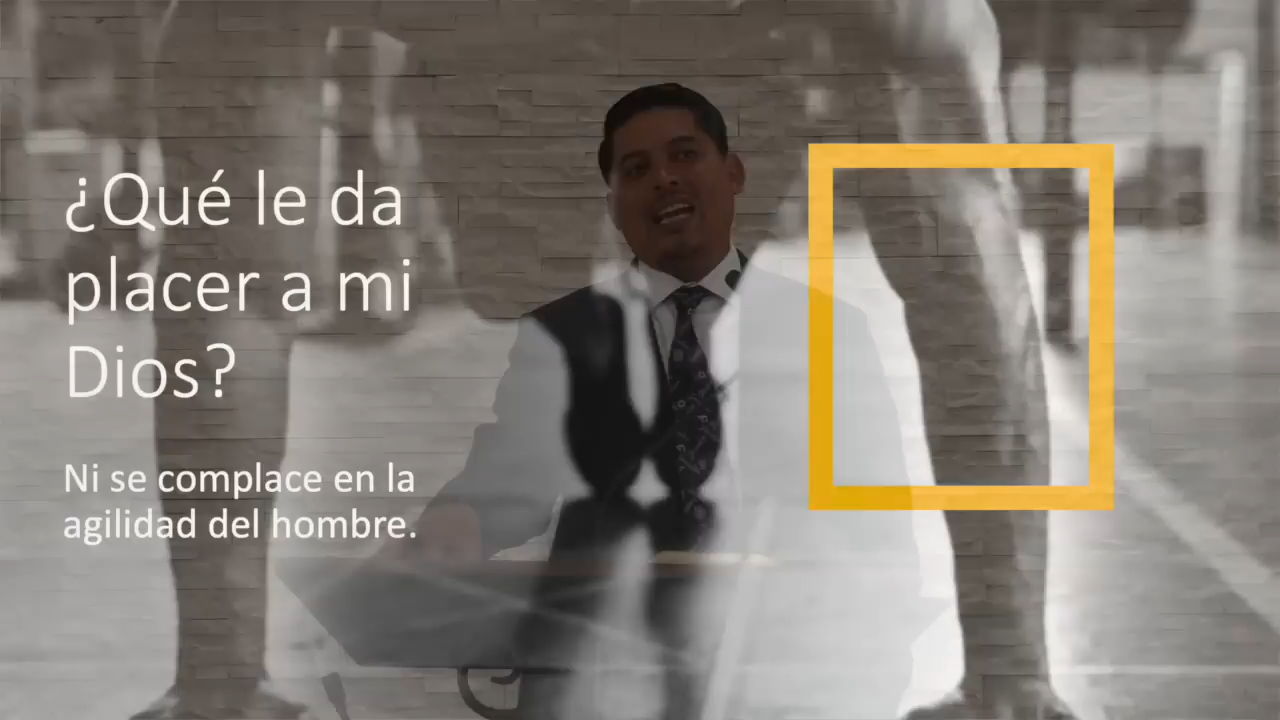 ¿Qué le da
placer a mi
Dios?
Ni se complace en la
agilidad del hombre.